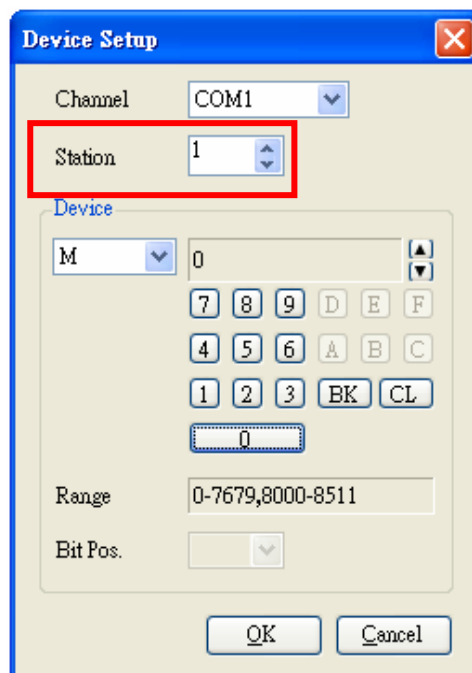 Device Setup
Channel COM1
Station 1
Device
M 0
7 8 9 D E F
4 5 6 A B C
1 2 3 BK CL
0
Range 0-7679,8000-8511
Bit Pos.
OK Cancel